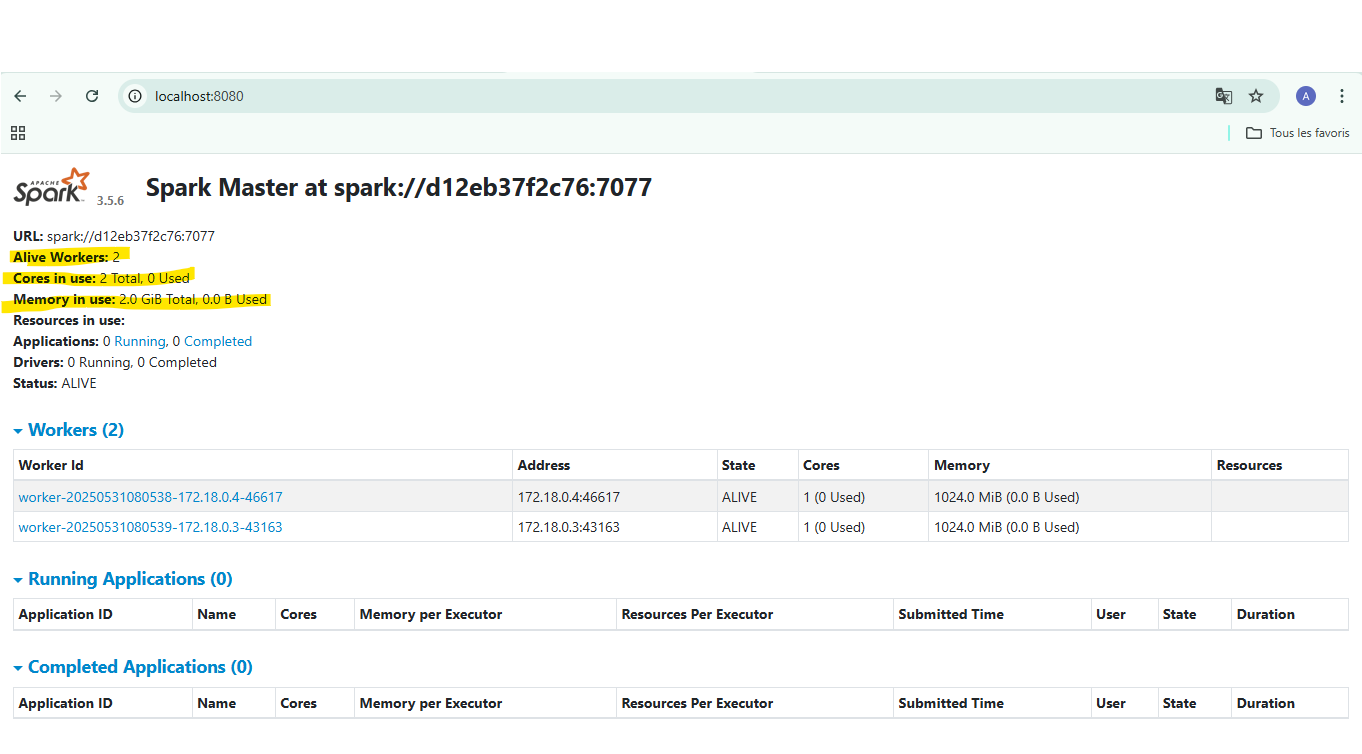 localhost:8080
A
Tous les favoris
APACHE Spark 3.5.6 Spark Master at spark://d12eb37f2c76:7077
URL: spark://d12eb37f2c76:7077
Alive Workers: 2
Cores in use: 2 Total, 0 Used
Memory in use: 2.0 GiB Total, 0.0 B Used
Resources in use:
Applications: 0 Running, 0 Completed
Drivers: 0 Running, 0 Completed
Status: ALIVE
Workers (2)
Worker Id Address State Cores Memory Resources
worker-20250531080538-172.18.0.4-46617 172.18.0.4:46617 ALIVE 1 (0 Used) 1024.0 MiB (0.0 B Used)
worker-20250531080539-172.18.0.3-43163 172.18.0.3:43163 ALIVE 1 (0 Used) 1024.0 MiB (0.0 B Used)
Running Applications (0)
Application ID Name Cores Memory per Executor Resources Per Executor Submitted Time User State Duration
Completed Applications (0)
Application ID Name Cores Memory per Executor Resources Per Executor Submitted Time User State Duration